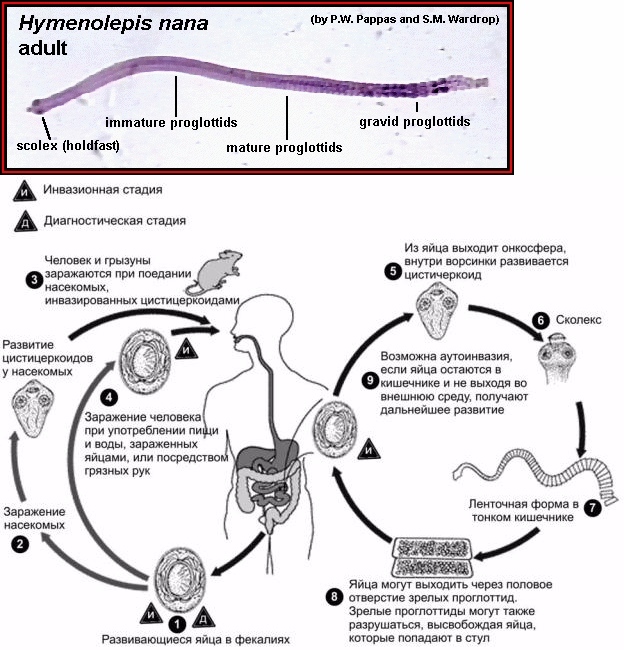 Hymenolepis nana
adult
(by P.W. Pappas and S.M. Wardrop)
scolex (holdfast)
immature proglottids
mature proglottids
gravid proglottids
И Инвазионная стадия
Д Диагностическая стадия
3
Человек и грызуны
заражаются при поедании
насекомых,
инвазированных цистицеркоидами
И
Развитие
цистицеркоидов
у насекомых
4
Заражение человека
при употреблении пищи
и воды, зараженных
яйцами, или посредством
грязных рук
Заражение
насекомых
2
И
1
Д
Развивающиеся яйца в фекалиях
5
Из яйца выходит онкосфера,
внутри ворсинки развивается
цистичеркоид
6
Сколекс
9
Возможна аутоинвазия,
если яйца остаются в
кишечнике и не выходя во
внешнюю среду, получают
дальнейшее развитие
И
Ленточная форма в
тонком кишечнике
7
8
Яйца могут выходить через половое
отверстие зрелых проглоттид.
Зрелые проглоттиды могут также
разрушаться, высвобождая яйца,
которые попадают в стул